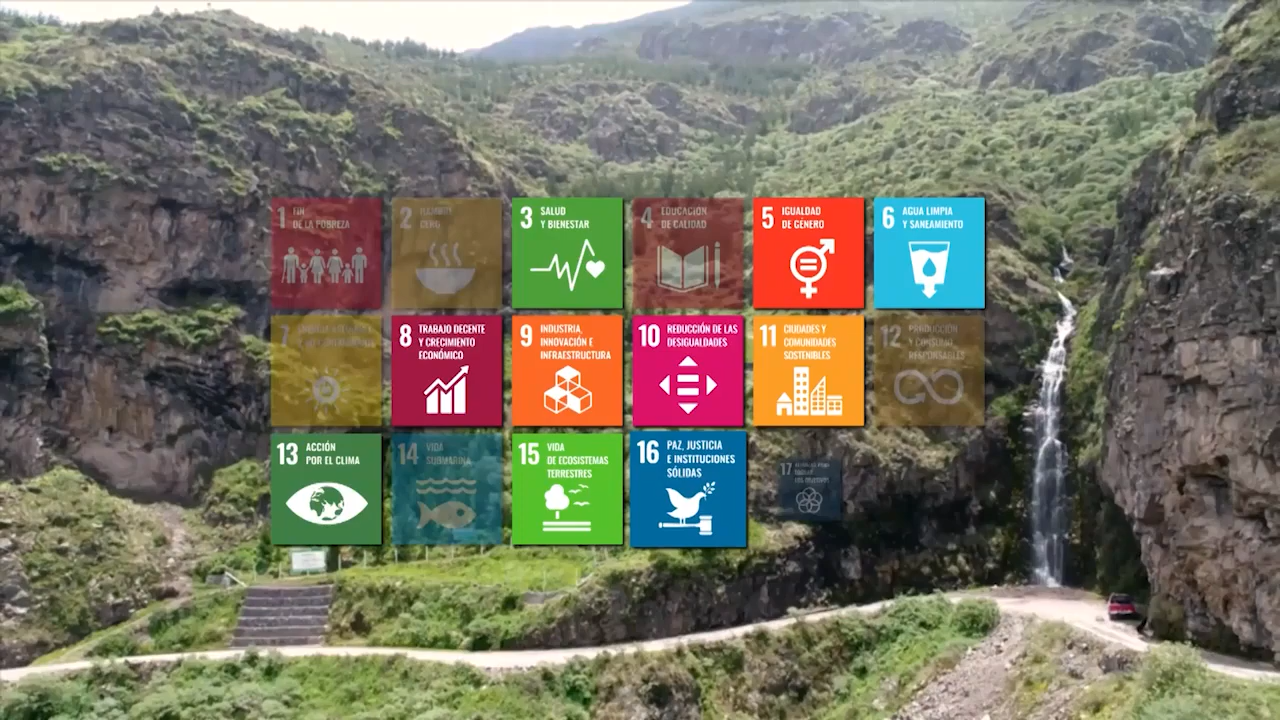 1 FIN
DE LA POBREZA
2 HAMBRE
CERO
3 SALUD
Y BIENESTAR
4 EDUCACIÓN
DE CALIDAD
5 IGUALDAD
DE GÉNERO
6 AGUA LIMPIA
Y SANEAMIENTO
7
8 TRABAJO DECENTE
Y CRECIMIENTO
ECONÓMICO
9 INDUSTRIA,
INNOVACIÓN E
INFRAESTRUCTURA
10 REDUCCIÓN DE LAS
DESIGUALDADES
11 CIUDADES Y
COMUNIDADES
SOSTENIBLES
12 PRODUCCIÓN
Y CONSUMO
RESPONSABLES
13 ACCIÓN
POR EL CLIMA
14 VIDA
SUBMARINA
15 VIDA
DE ECOSISTEMAS
TERRESTRES
16 PAZ, JUSTICIA
E INSTITUCIONES
SÓLIDAS
17